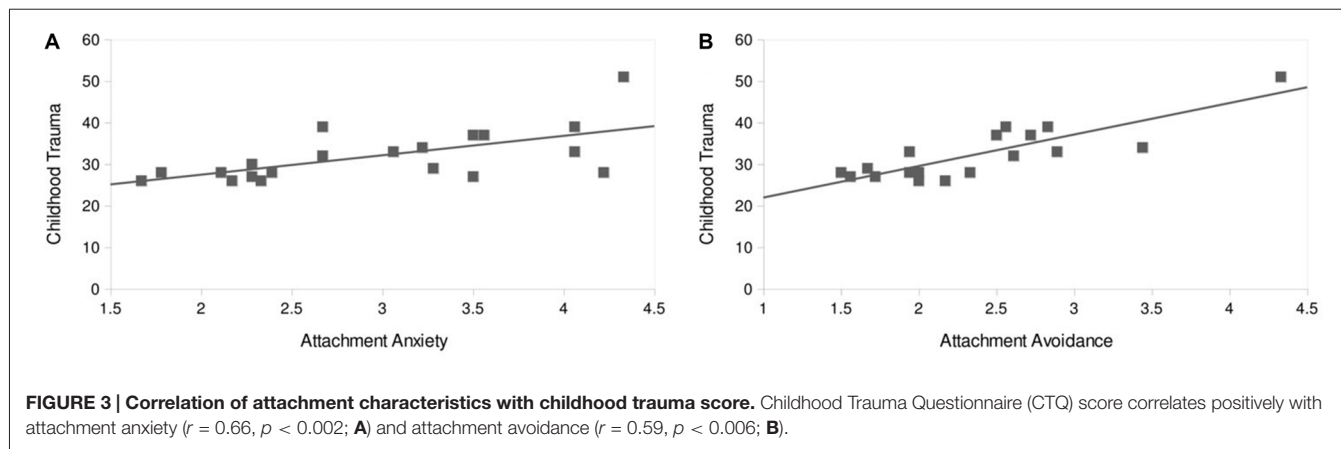 A
60
50
40
30
20
10
0
Childhood Trauma
1.5 2 2.5 3 3.5 4 4.5
Attachment Anxiety
B
60
50
40
30
20
10
0
Childhood Trauma
1 1.5 2 2.5 3 3.5 4 4.5
Attachment Avoidance
FIGURE 3 | Correlation of attachment characteristics with childhood trauma score. Childhood Trauma Questionnaire (CTQ) score correlates positively with
attachment anxiety (r = 0.66, p < 0.002; A) and attachment avoidance (r = 0.59, p < 0.006; B).